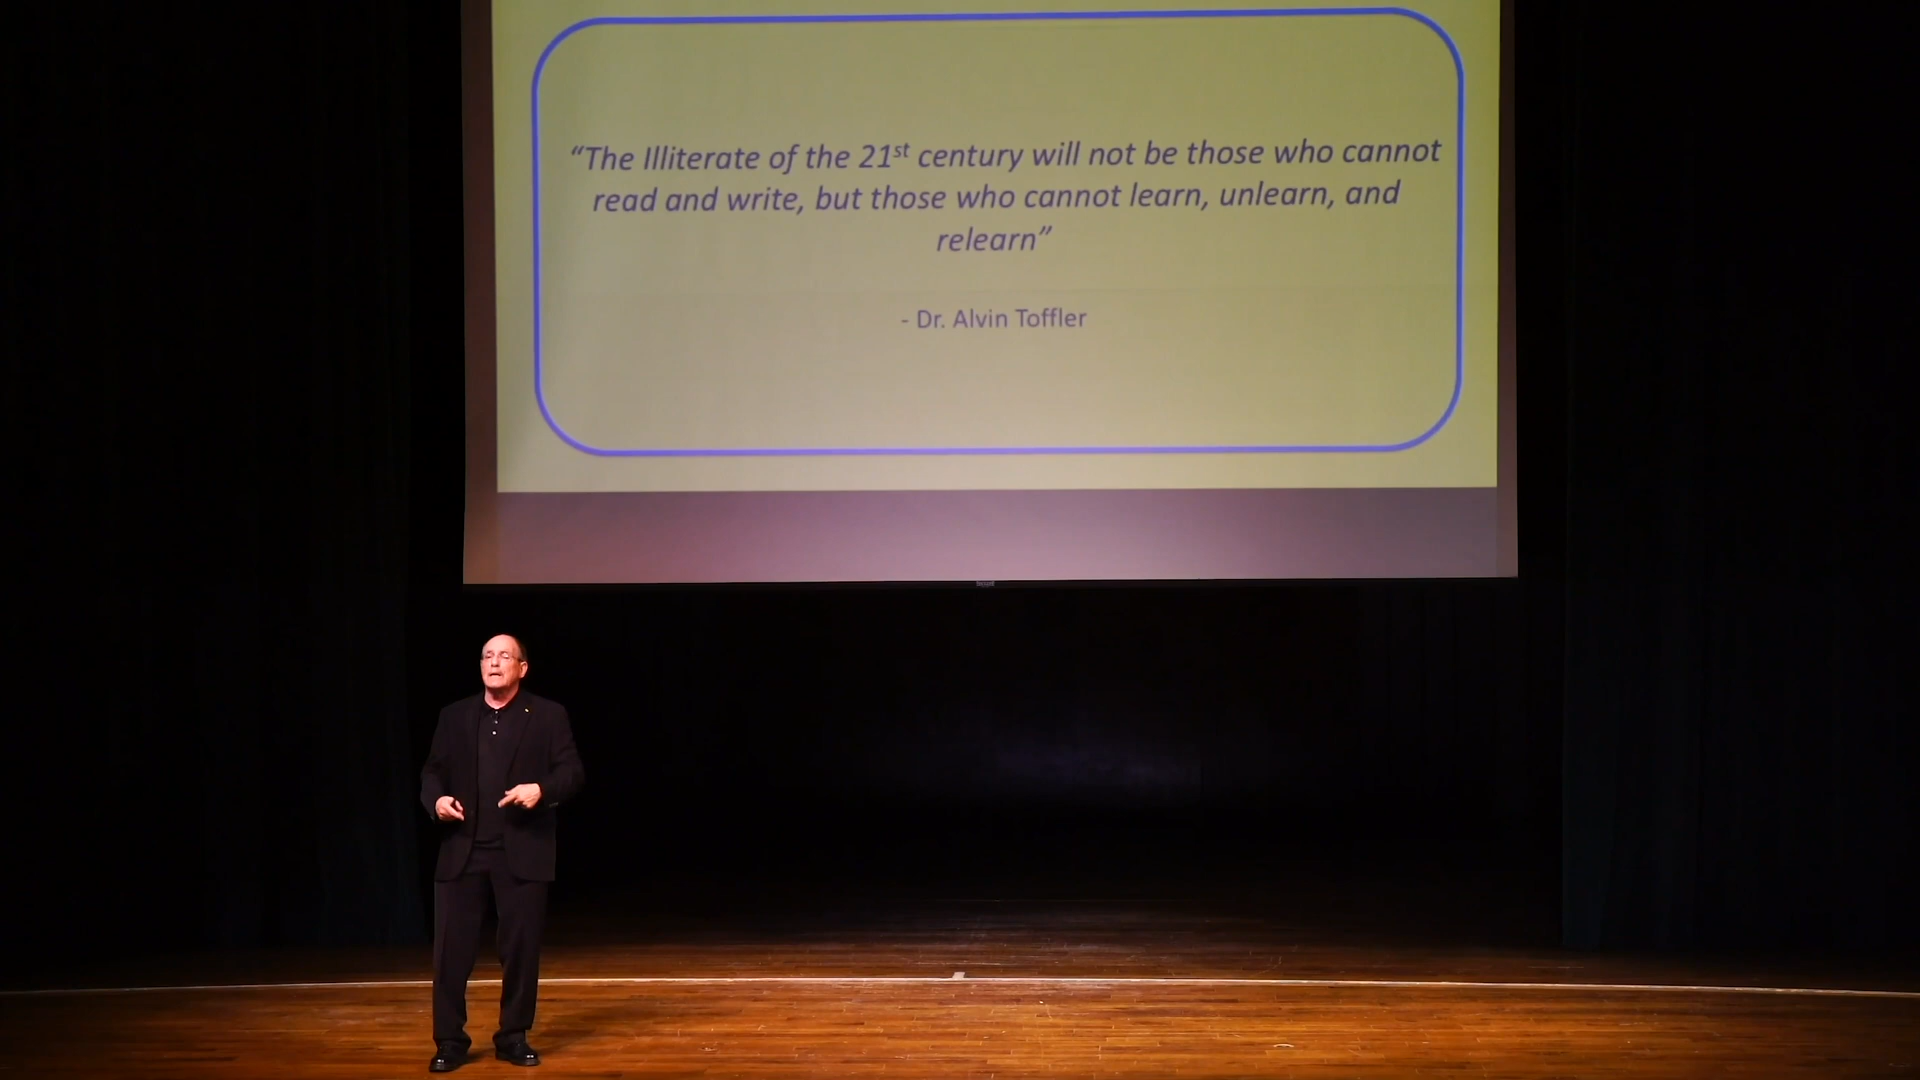 “The Illiterate of the 21st century will not be those who cannot
read and write, but those who cannot learn, unlearn, and
relearn”
- Dr. Alvin Toffler